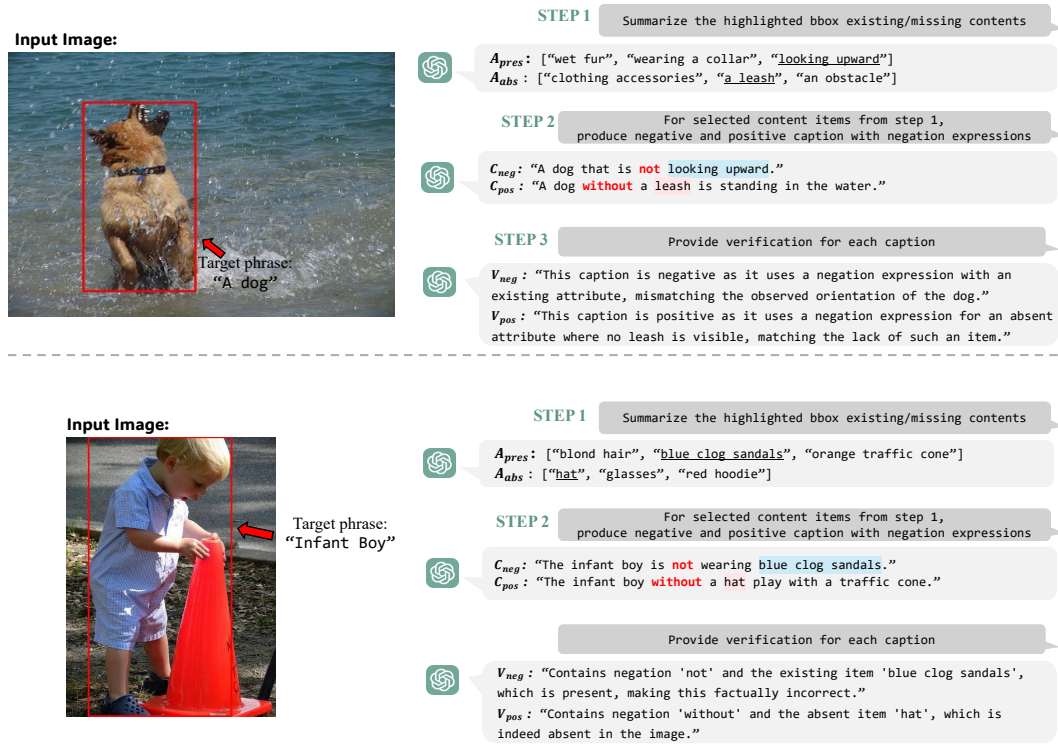 Input Image:
Target phrase:
“A dog”
STEP 1
Summarize the highlighted bbox existing/missing contents
A_pres: [“wet fur”, “wearing a collar”, “looking upward”]
A_abs : [“clothing accessories”, “a leash”, “an obstacle”]
STEP 2
For selected content items from step 1,
produce negative and positive caption with negation expressions
C_neg: “A dog that is not looking upward.”
C_pos : “A dog without a leash is standing in the water.”
STEP 3
Provide verification for each caption
V_neg : “This caption is negative as it uses a negation expression with an
existing attribute, mismatching the observed orientation of the dog.”
V_pos : “This caption is positive as it uses a negation expression for an absent
attribute where no leash is visible, matching the lack of such an item.”
Input Image:
Target phrase:
“Infant Boy”
STEP 1
Summarize the highlighted bbox existing/missing contents
A_pres: [“blond hair”, “blue clog sandals”, “orange traffic cone”]
A_abs : [“hat”, “glasses”, “red hoodie”]
STEP 2
For selected content items from step 1,
produce negative and positive caption with negation expressions
C_neg: “The infant boy is not wearing blue clog sandals.”
C_pos : “The infant boy without a hat play with a traffic cone.”
Provide verification for each caption
V_neg : “Contains negation 'not' and the existing item 'blue clog sandals',
which is present, making this factually incorrect.”
V_pos : “Contains negation 'without' and the absent item 'hat', which is
indeed absent in the image.”